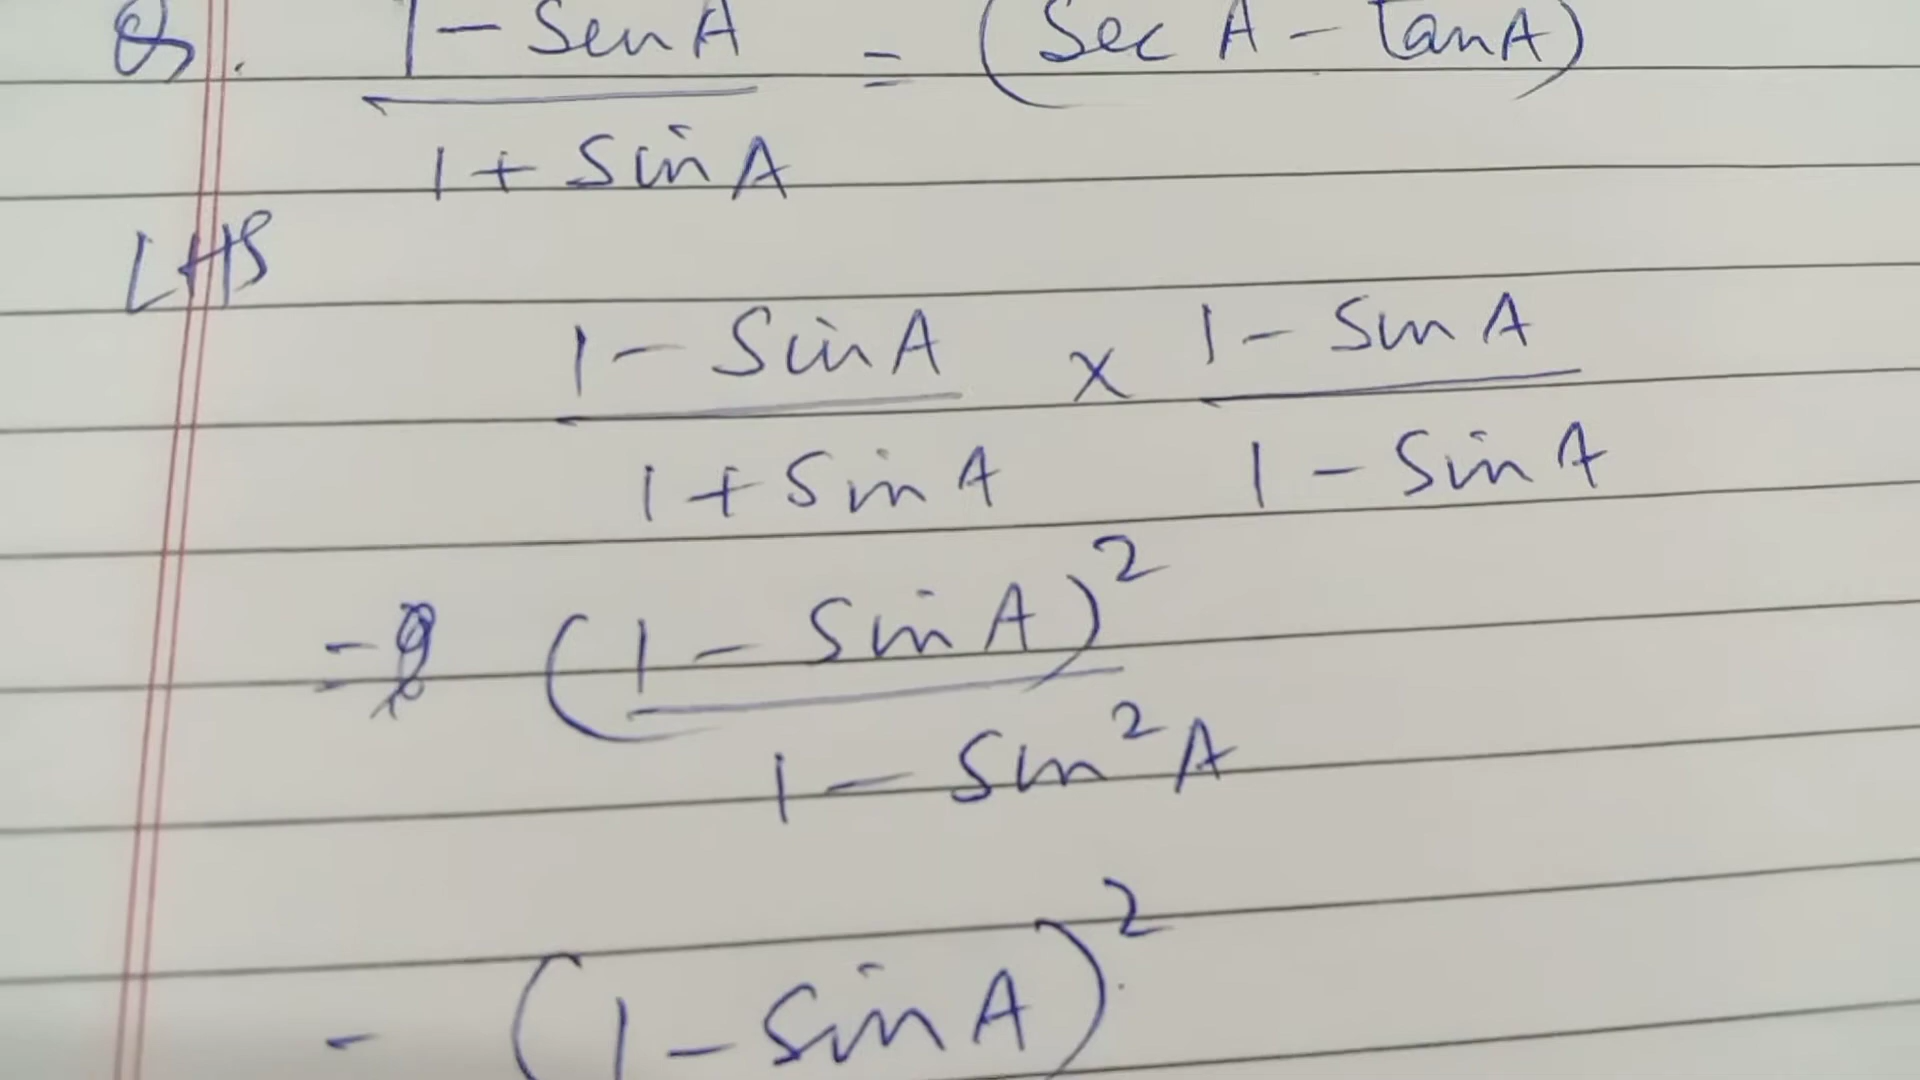 Q. 1 - Sin A / 1 + Sin A = (Sec A - Tan A)
LHS
1 - Sin A / 1 + Sin A × 1 - Sin A / 1 - Sin A
= (1 - Sin A)² / 1 - Sin² A
- (1 - Sin A)²